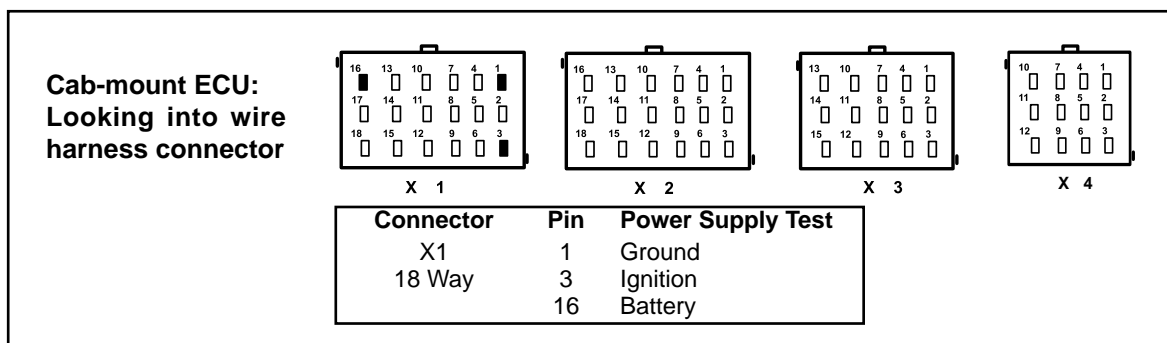 Cab-mount ECU:
Looking into wire
harness connector
16 13 10 7 4 1
17 14 11 8 5 2
18 15 12 9 6 3
X 1
16 13 10 7 4 1
17 14 11 8 5 2
18 15 12 9 6 3
X 2
13 10 7 4 1
14 11 8 5 2
15 12 9 6 3
X 3
10 7 4 1
11 8 5 2
12 9 6 3
X 4
Connector Pin Power Supply Test
X1 1 Ground
18 Way 3 Ignition
16 Battery